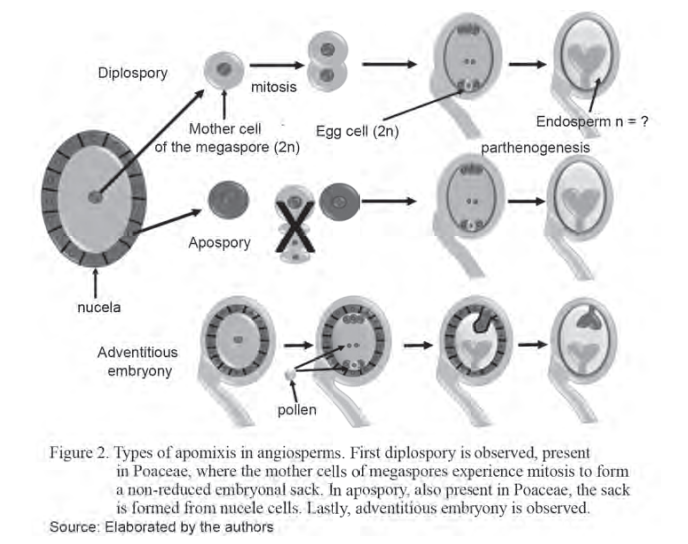 Diplospory
mitosis
Mother cell
of the megaspore (2n)
Egg cell (2n)
Endosperm n = ?
parthenogenesis
Apospory
nucela
Adventitious
embryony
pollen
Figure 2. Types of apomixis in angiosperms. First diplospory is observed, present
in Poaceae, where the mother cells of megaspores experience mitosis to form
a non-reduced embryonal sack. In apospory, also present in Poaceae, the sack
is formed from nucele cells. Lastly, adventitious embryony is observed.
Source: Elaborated by the authors